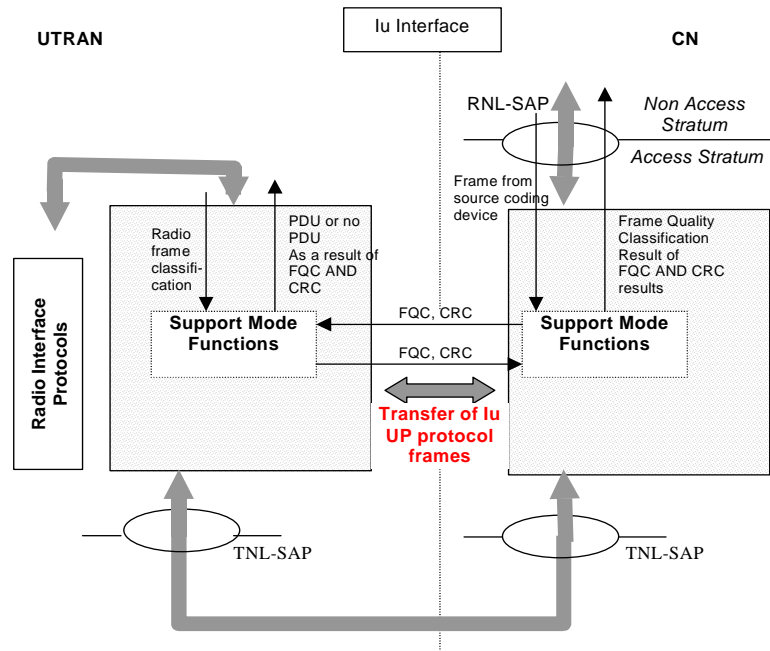 Iu Interface
UTRAN
CN
RNL-SAP
Non Access
Stratum
Access Stratum
Frame from
source coding
device
Radio
frame
classifi-
cation
PDU or no
PDU
As a result of
FQC AND
CRC
Frame Quality
Classification
Result of
FQC AND CRC
results
Radio Interface
Protocols
Support Mode
Functions
FQC, CRC
FQC, CRC
Support Mode
Functions
Transfer of Iu
UP protocol
frames
TNL-SAP
TNL-SAP